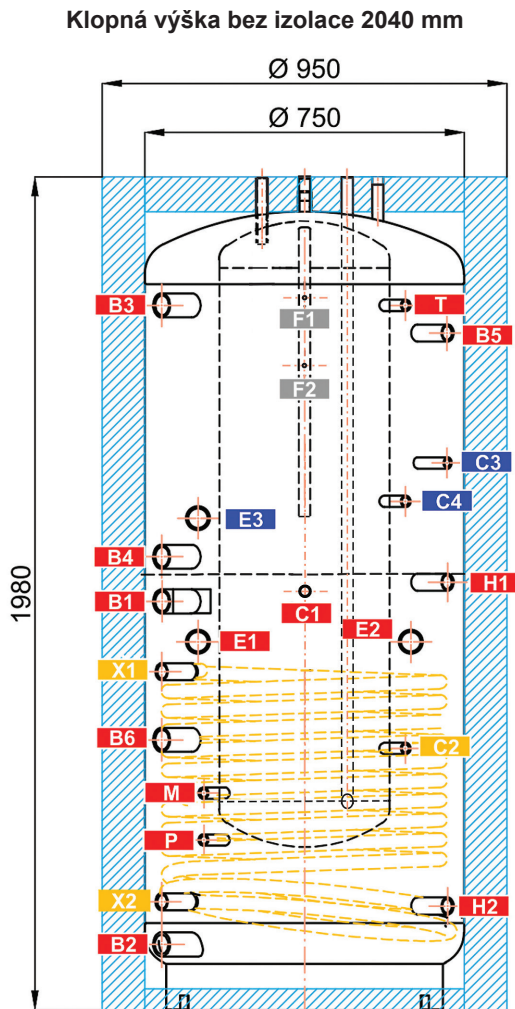 Klopná výška bez izolace 2040 mm
Ø 950
Ø 750
1980
B3
T
F1
B5
F2
C3
C4
E3
B4
H1
B1
C1
E1
E2
X1
B6
C2
M
P
X2
H2
B2